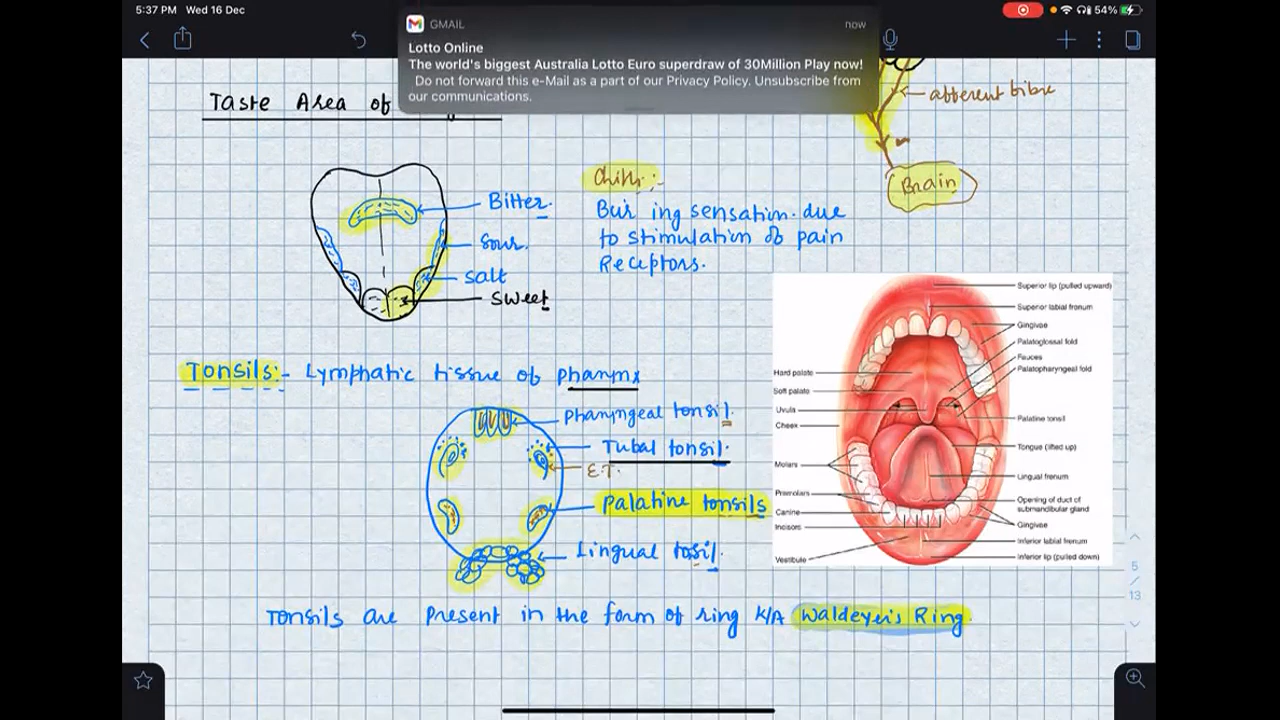 5:37 PM Wed 16 Dec
54%
GMAIL
now
Lotto Online
The world's biggest Australia Lotto Euro superdraw of 30Million Play now!
Do not forward this e-Mail as a part of our Privacy Policy. Unsubscribe from
our communications.
Taste Area of
afferent fibre
Brain
Bitter.
Sour.
Salt
Sweet
Chilli:-
Bur ing sensation. due
to stimulation of pain
Receptors.
Tonsils:- Lymphatic tissue of pharynx
pharyngeal tonsil.
Tubal tonsil.
E.T.
palatine tonsils
Lingual tosil.
Tonsils are present in the form of ring K/A Waldeyer's Ring.
Superior lip (pulled upward)
Superior labial frenum
Gingivae
Palatoglossal fold
Fauces
Palatopharyngeal fold
Palatine tonsil
Tongue (lifted up)
Lingual frenum
Opening of duct of
submandibular gland
Gingivae
Inferior labial frenum
Inferior lip (pulled down)
Hard palate
Soft palate
Uvula
Cheek
Molars
Premolars
Canine
Incisors
Vestibule
5
/
13